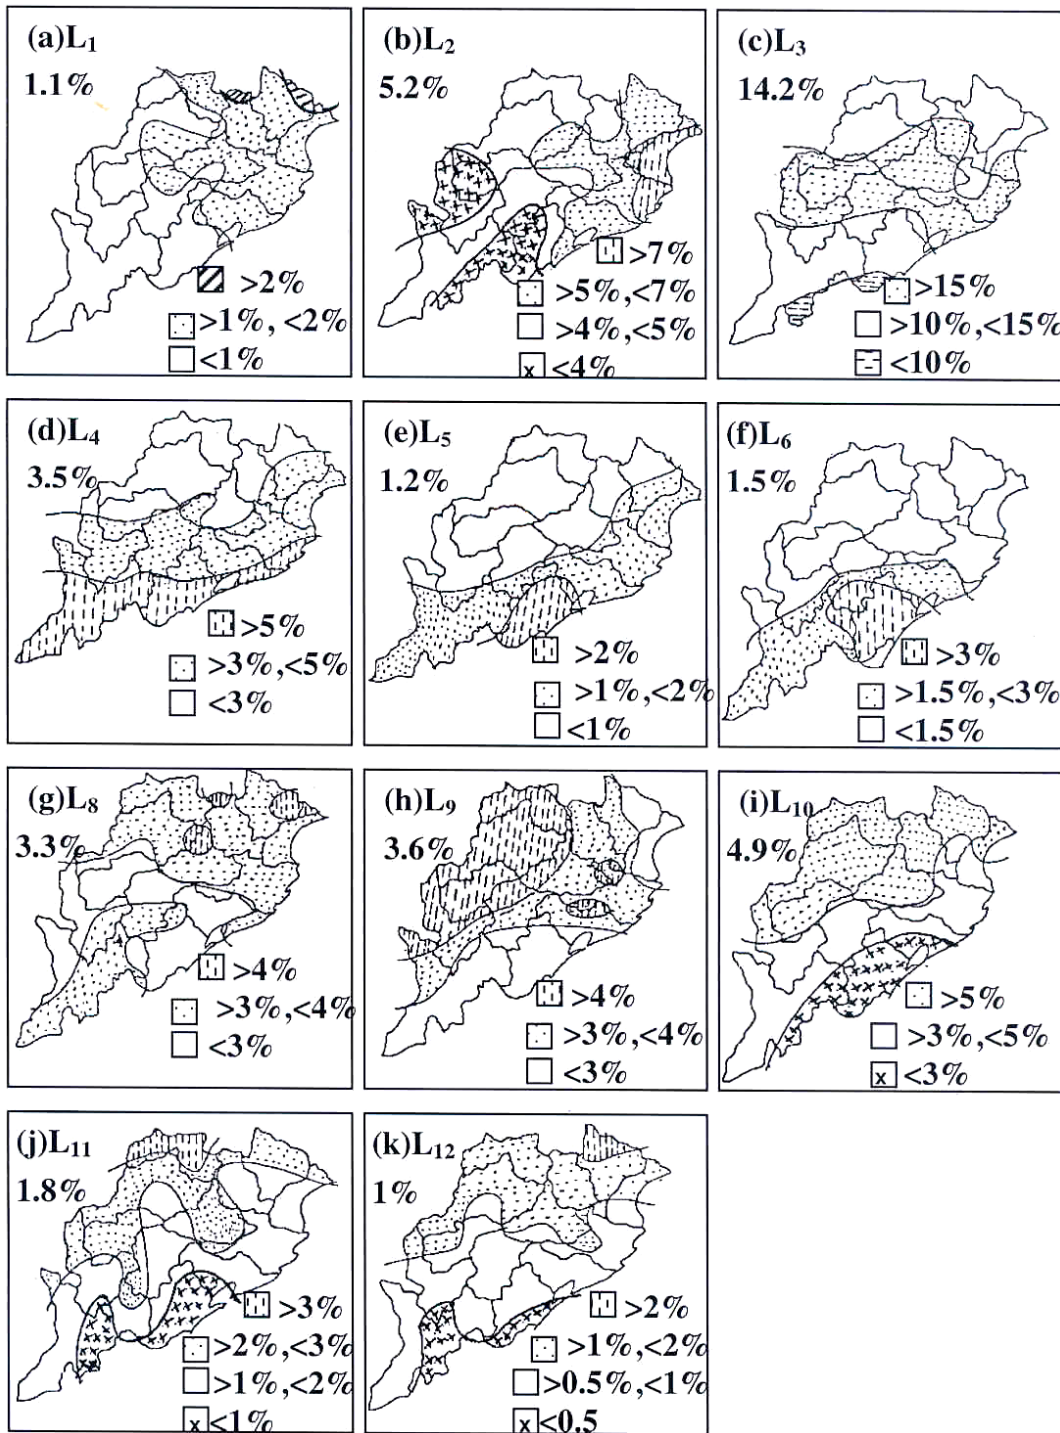 (a)L₁
1.1%
>2%
>1%, <2%
<1%
(b)L₂
5.2%
>7%
>5%,<7%
>4%,<5%
x <4%
(c)L₃
14.2%
>15%
>10%,<15%
<10%
(d)L₄
3.5%
>5%
>3%,<5%
<3%
(e)L₅
1.2%
>2%
>1%,<2%
<1%
(f)L₆
1.5%
>3%
>1.5%,<3%
<1.5%
(g)L₈
3.3%
>4%
>3%,<4%
<3%
(h)L₉
3.6%
>4%
>3%,<4%
<3%
(i)L₁₀
4.9%
>5%
>3%,<5%
x <3%
(j)L₁₁
1.8%
>3%
>2%,<3%
>1%,<2%
x <1%
(k)L₁₂
1%
>2%
>1%,<2%
>0.5%,<1%
x <0.5